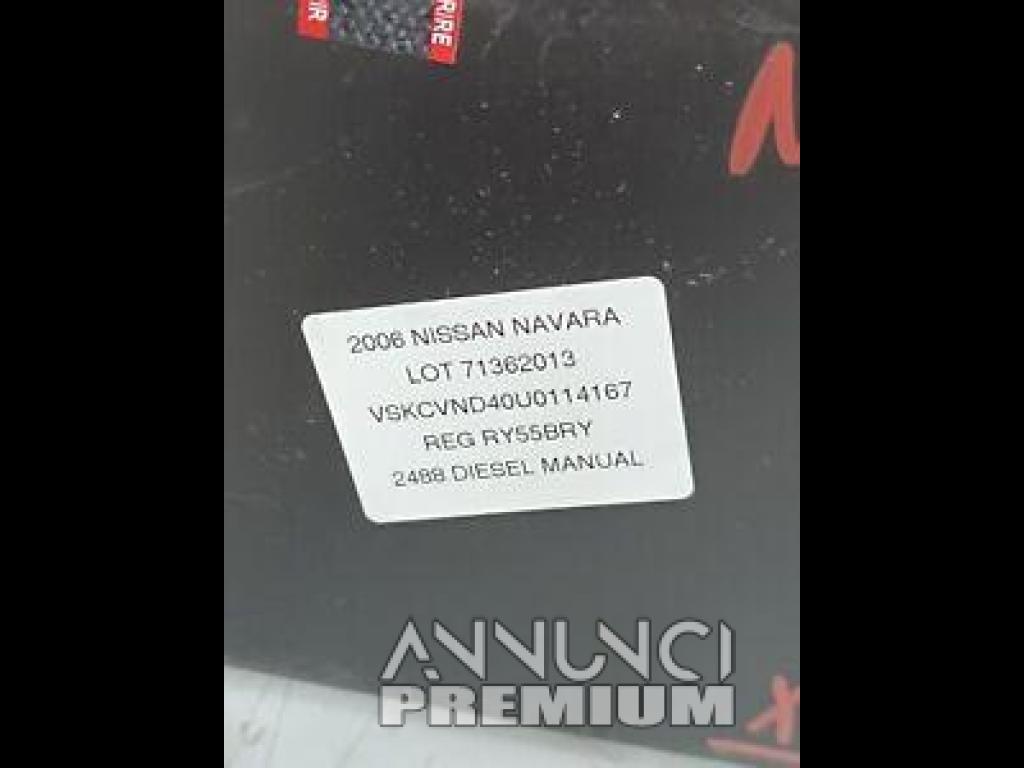 2006 NISSAN NAVARA
LOT 71362013
VSKCVND40U0114167
REG RY55BRY
2488 DIESEL MANUAL
ANNUNCI
PREMIUM